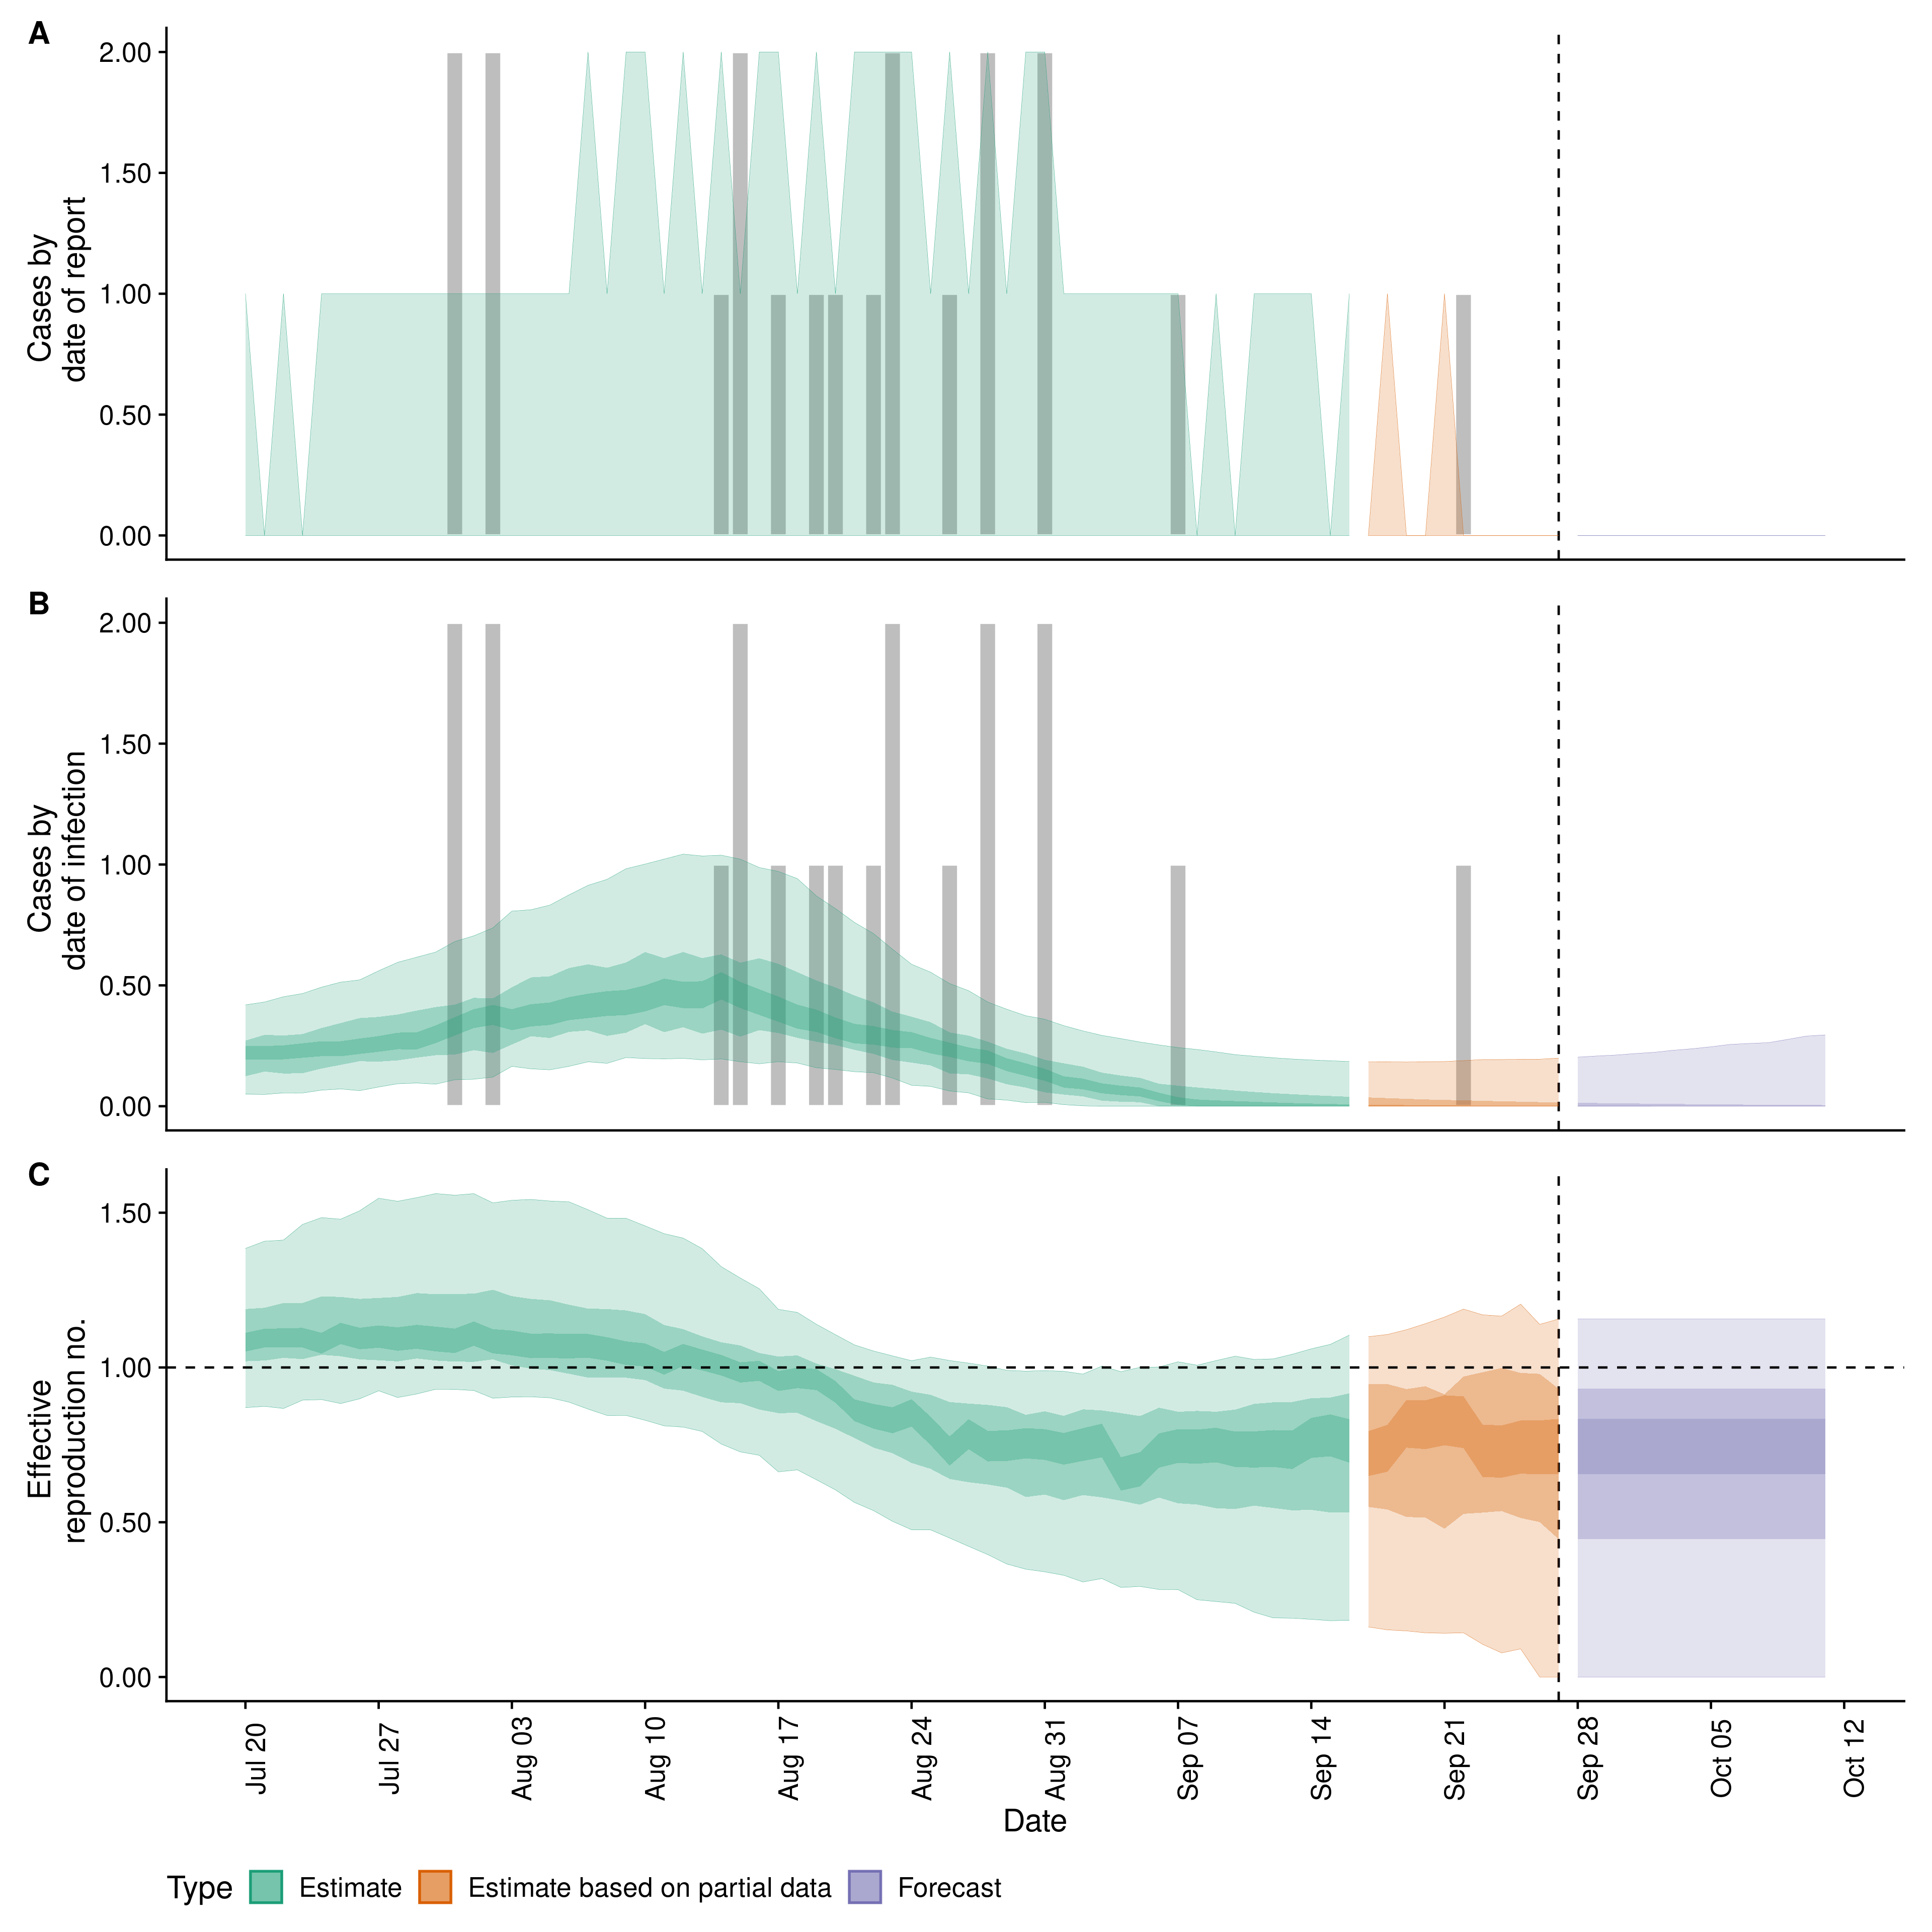 A
Cases by
date of report
2.00
1.50
1.00
0.50
0.00
B
Cases by
date of infection
2.00
1.50
1.00
0.50
0.00
C
Effective
reproduction no.
1.50
1.00
0.50
0.00
Jul 20
Jul 27
Aug 03
Aug 10
Aug 17
Aug 24
Aug 31
Sep 07
Sep 14
Sep 21
Sep 28
Oct 05
Oct 12
Date
Type Estimate Estimate based on partial data Forecast